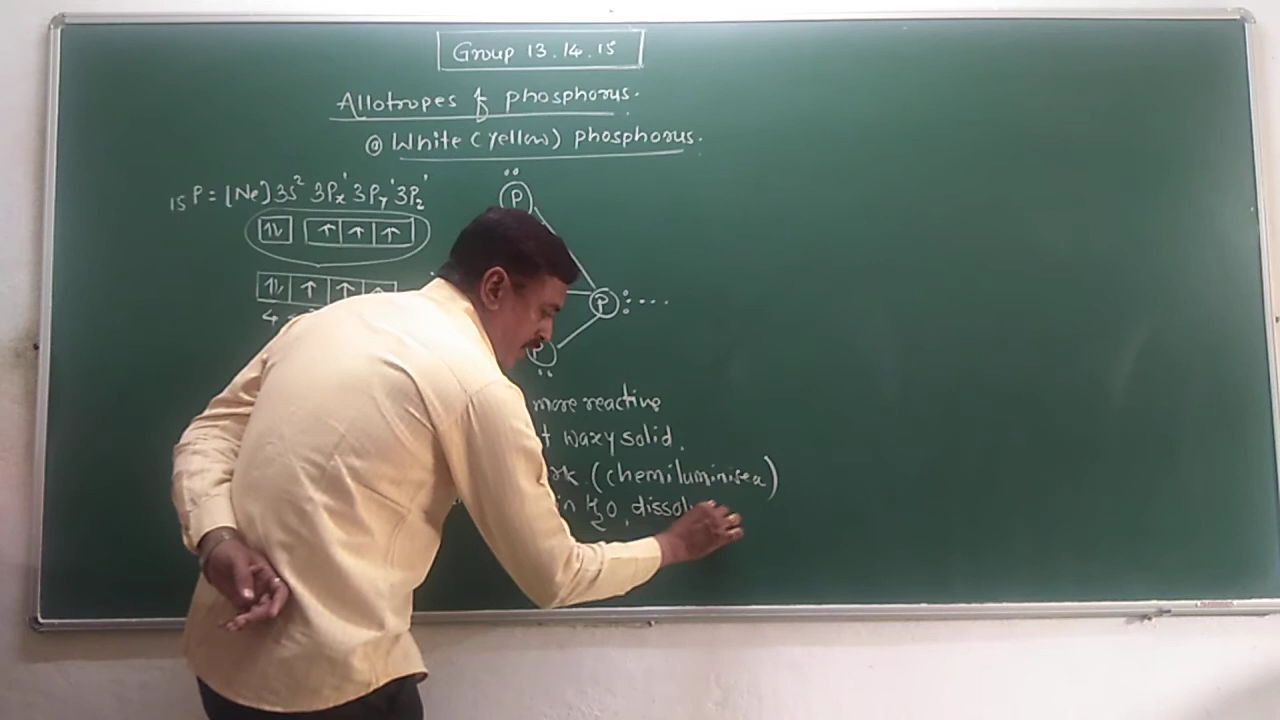 Group 13.14.15
Allotropes of phosphorus.
@ White (Yellow) phosphorus.
15P = [Ne] 3s² 3Px¹ 3Py¹ 3Pz¹
P
P
P
more reactive
waxy solid.
(chemiluminisea)
in H2O, dissol